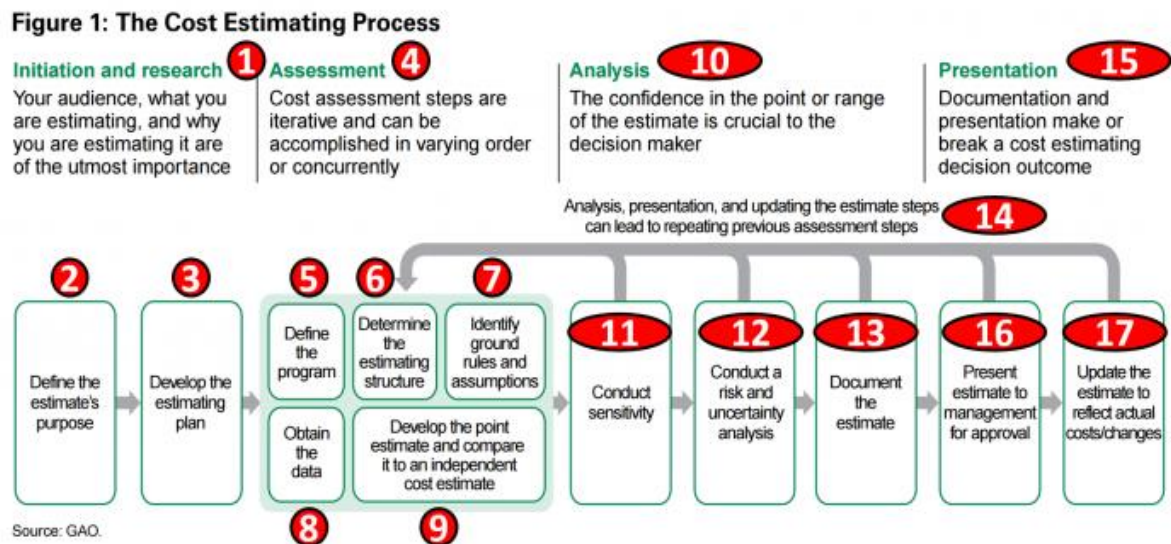 Figure 1: The Cost Estimating Process
Initiation and research 1
Your audience, what you
are estimating, and why
you are estimating it are
of the utmost importance
Assessment 4
Cost assessment steps are
iterative and can be
accomplished in varying order
or concurrently
Analysis 10
The confidence in the point or range
of the estimate is crucial to the
decision maker
Presentation 15
Documentation and
presentation make or
break a cost estimating
decision outcome
Analysis, presentation, and updating the estimate steps
can lead to repeating previous assessment steps
14
2
Define the
estimate's
purpose
3
Develop the
estimating
plan
5
Define
the
program
6
Determine
the
estimating
structure
7
Identify
ground
rules and
assumptions
Obtain
the
data
8
Develop the point
estimate and compare
it to an independent
cost estimate
9
11
Conduct
sensitivity
12
Conduct a
risk and
uncertainty
analysis
13
Document
the
estimate
16
Present
estimate to
management
for approval
17
Update the
estimate to
reflect actual
costs/changes
Source: GAO.